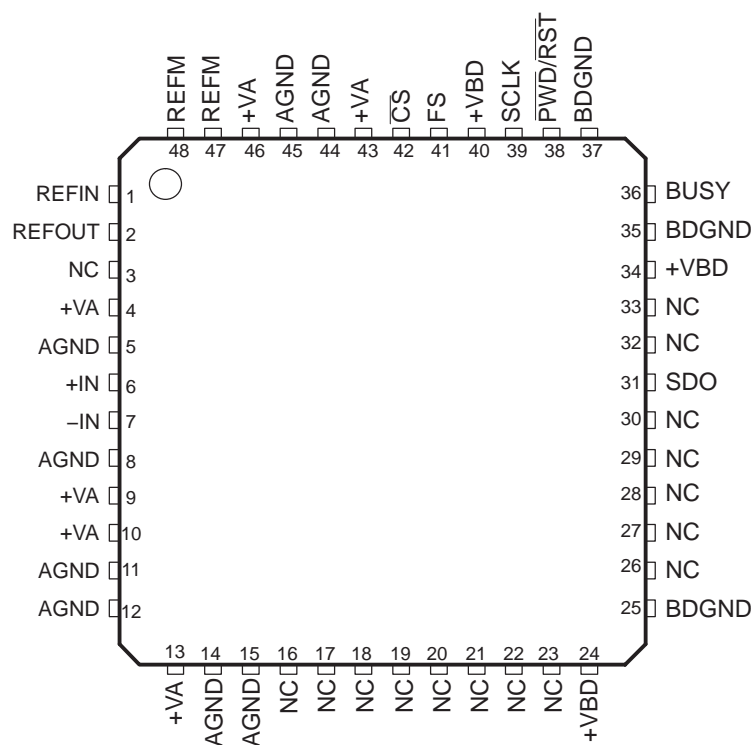 REFM
REFM
+VA
AGND
AGND
+VA
C̅S̅
FS
+VBD
SCLK
P̅W̅D̅/R̅S̅T̅
BDGND
48 47 46 45 44 43 42 41 40 39 38 37
REFIN 1
REFOUT 2
NC 3
+VA 4
AGND 5
+IN 6
–IN 7
AGND 8
+VA 9
+VA 10
AGND 11
AGND 12
36 BUSY
35 BDGND
34 +VBD
33 NC
32 NC
31 SDO
30 NC
29 NC
28 NC
27 NC
26 NC
25 BDGND
13 14 15 16 17 18 19 20 21 22 23 24
+VA
AGND
AGND
NC
NC
NC
NC
NC
NC
NC
NC
+VBD